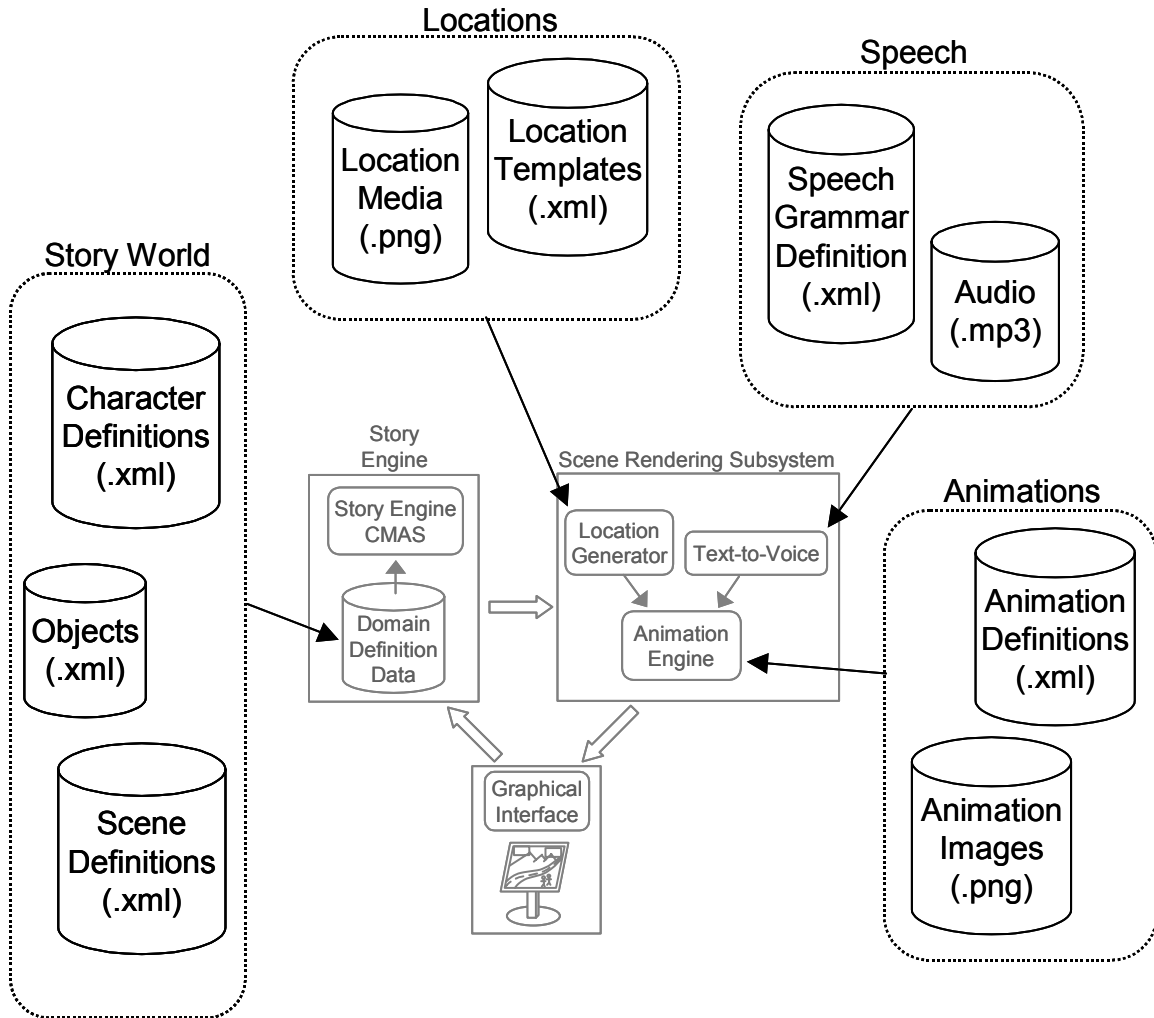 Locations
Location
Media
(.png)
Location
Templates
(.xml)
Speech
Speech
Grammar
Definition
(.xml)
Audio
(.mp3)
Story World
Character
Definitions
(.xml)
Objects
(.xml)
Scene
Definitions
(.xml)
Story
Engine
Story Engine
CMAS
Domain
Definition
Data
Scene Rendering Subsystem
Location
Generator
Text-to-Voice
Animation
Engine
Graphical
Interface
Animations
Animation
Definitions
(.xml)
Animation
Images
(.png)